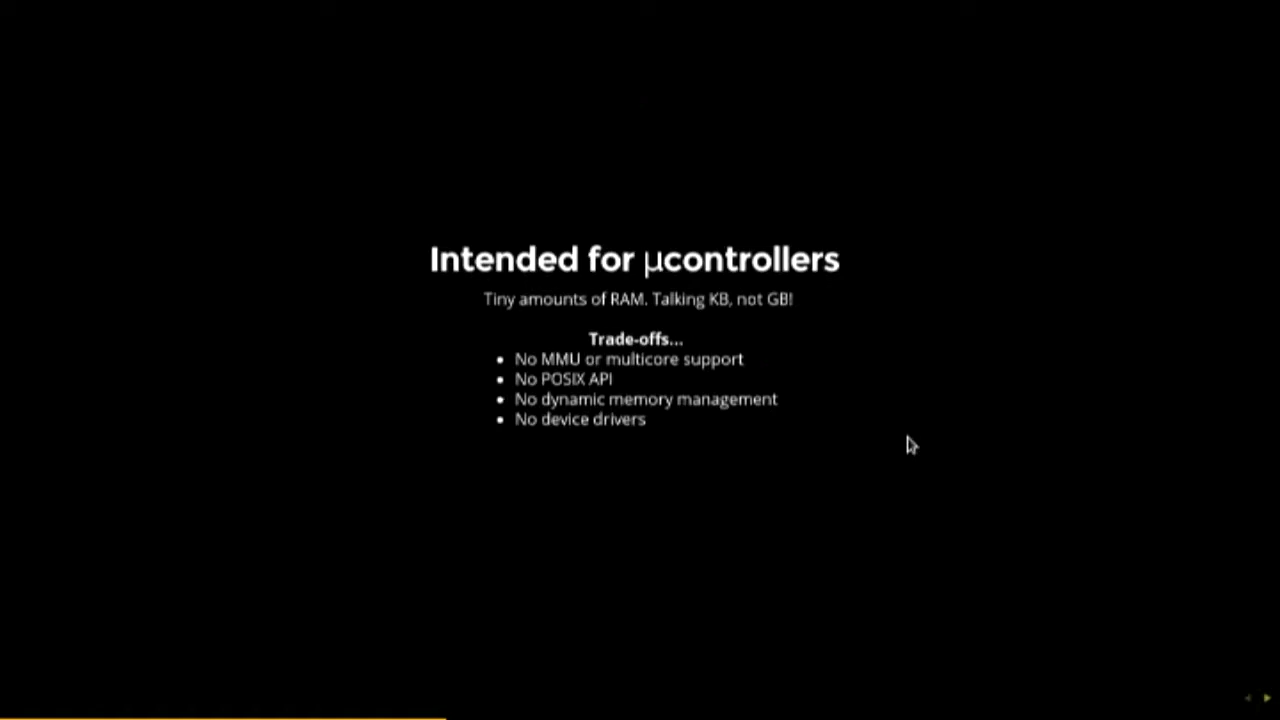 Intended for µcontrollers
Tiny amounts of RAM. Talking KB, not GB!
Trade-offs...
• No MMU or multicore support
• No POSIX API
• No dynamic memory management
• No device drivers